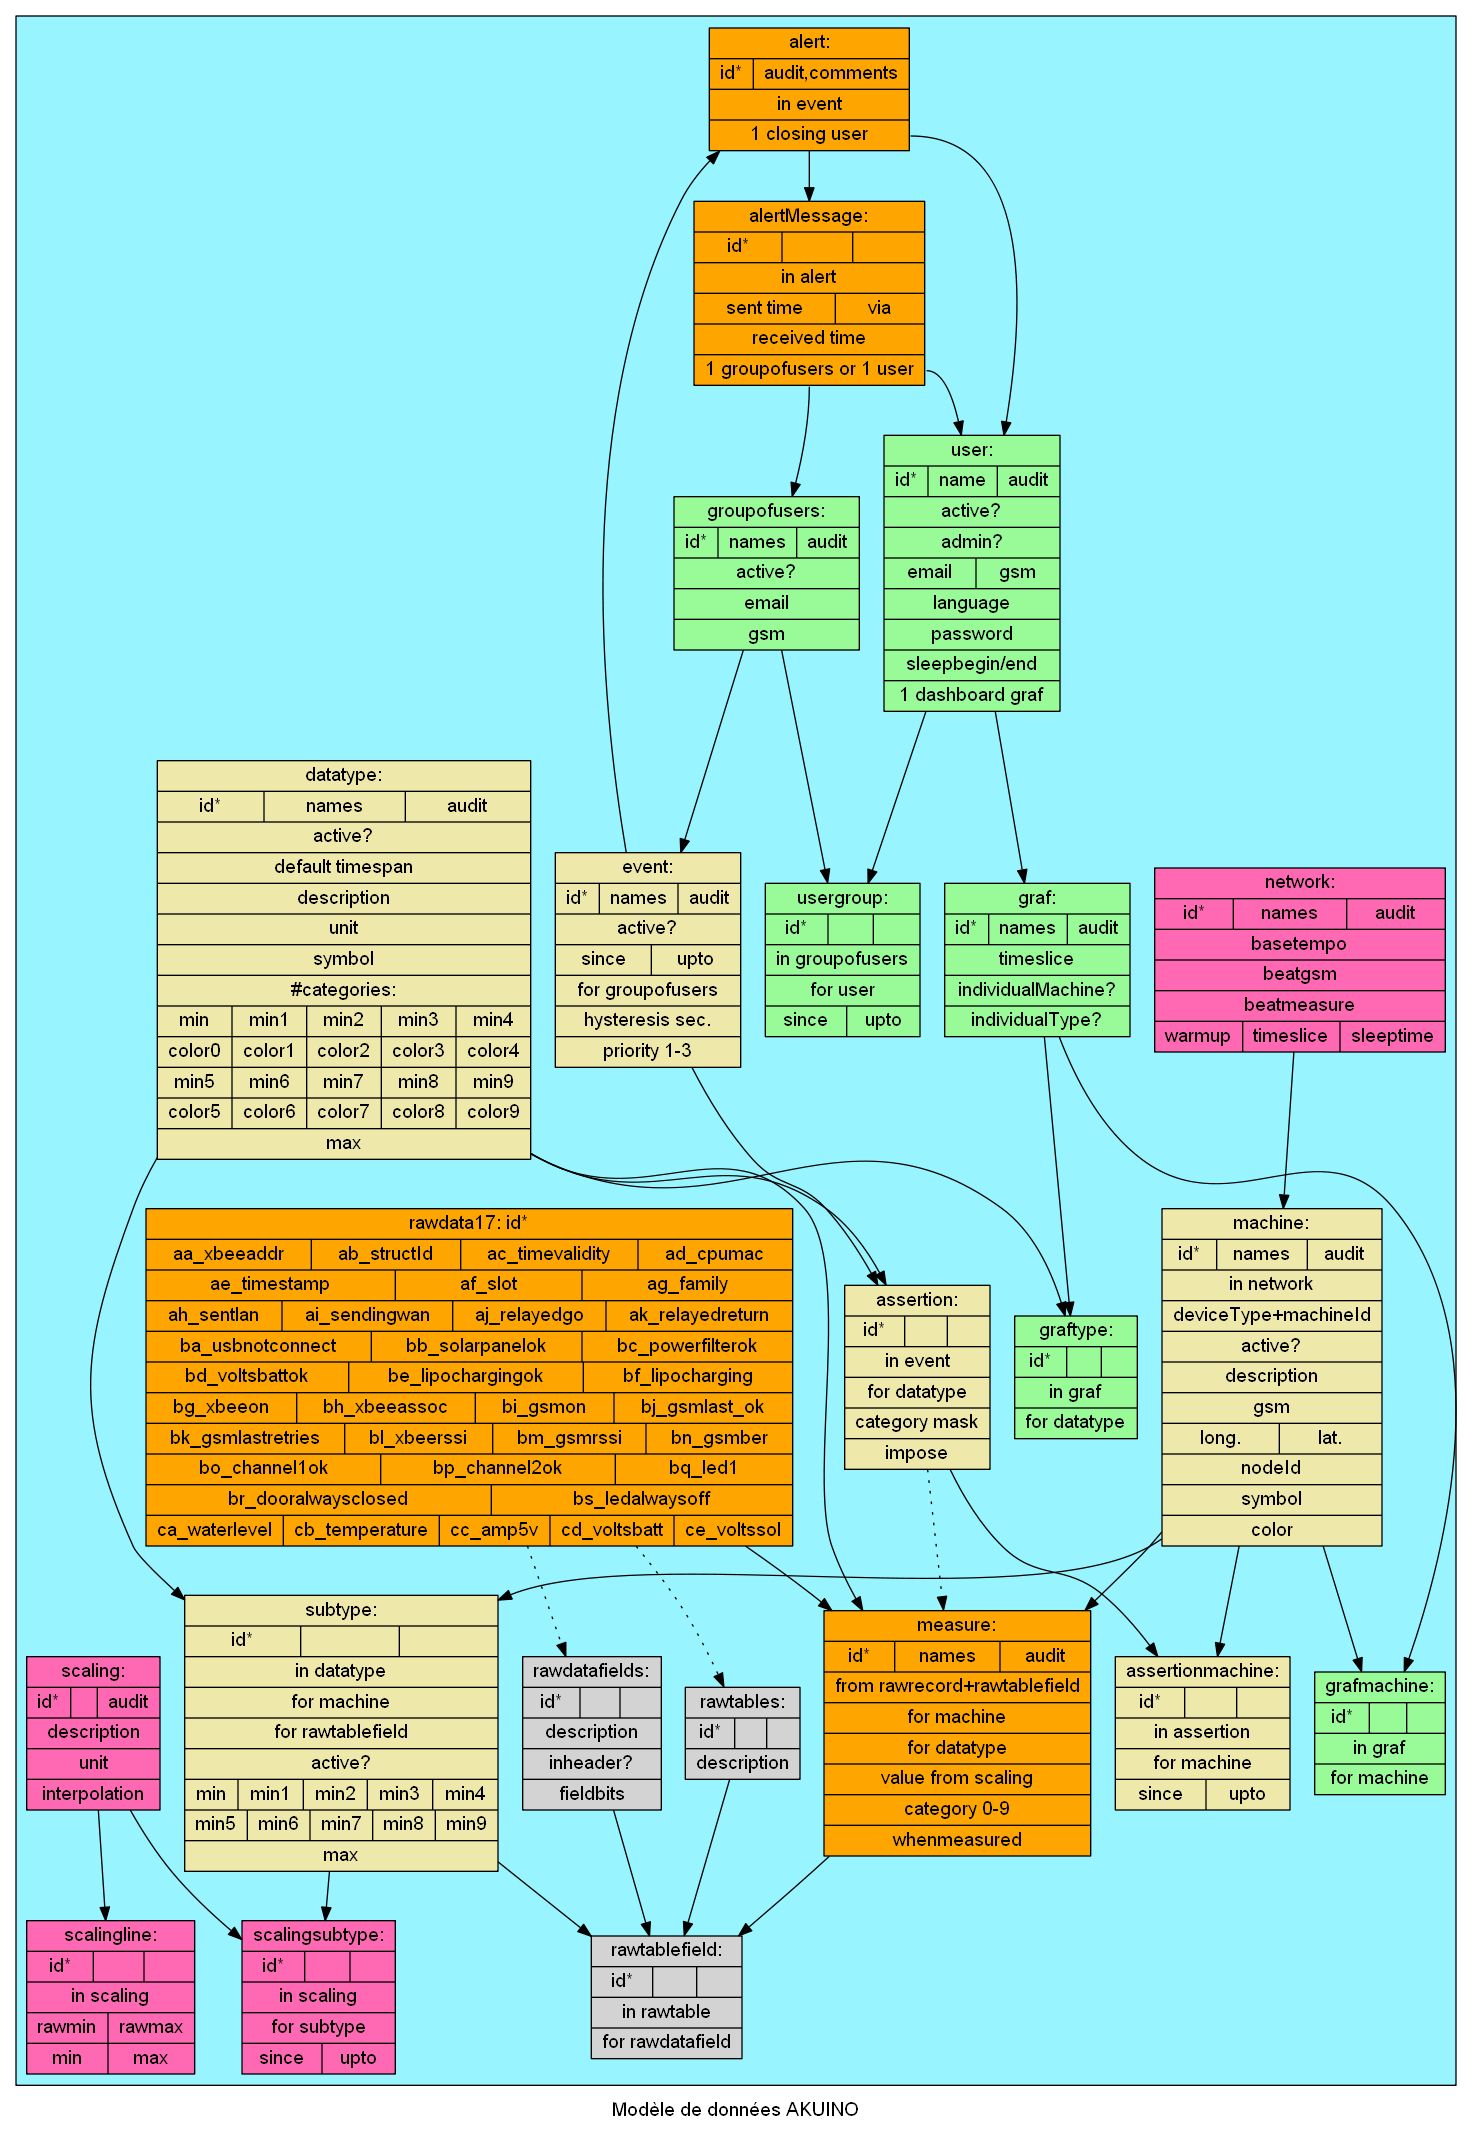 alert:
id* audit,comments
in event
1 closing user
alertMessage:
id*
in alert
sent time via
received time
1 groupofusers or 1 user
user:
id* name audit
active?
admin?
email gsm
language
password
sleepbegin/end
1 dashboard graf
groupofusers:
id* names audit
active?
email
gsm
datatype:
id* names audit
active?
default timespan
description
unit
symbol
#categories:
min min1 min2 min3 min4
color0 color1 color2 color3 color4
min5 min6 min7 min8 min9
color5 color6 color7 color8 color9
max
event:
id* names audit
active?
since upto
for groupofusers
hysteresis sec.
priority 1-3
usergroup:
id*
in groupofusers
for user
since upto
graf:
id* names audit
timeslice
individualMachine?
individualType?
network:
id* names audit
basetempo
beatgsm
beatmeasure
warmup timeslice sleeptime
rawdata17: id*
aa_xbeeaddr ab_structId ac_timevalidity ad_cpumac
ae_timestamp af_slot ag_family
ah_sentlan ai_sendingwan aj_relayedgo ak_relayedreturn
ba_usbnotconnect bb_solarpanelok bc_powerfilterok
bd_voltsbattok be_lipochargingok bf_lipocharging
bg_xbeeon bh_xbeeassoc bi_gsmon bj_gsmlast_ok
bk_gsmlastretries bl_xbeerssi bm_gsmrssi bn_gsmber
bo_channel1ok bp_channel2ok bq_led1
br_dooralwaysclosed bs_ledalwaysoff
ca_waterlevel cb_temperature cc_amp5v cd_voltsbatt ce_voltssol
assertion:
id*
in event
for datatype
category mask
impose
graftype:
id*
in graf
for datatype
machine:
id* names audit
in network
deviceType+machineId
active?
description
gsm
long. lat.
nodeId
symbol
color
scaling:
id* audit
description
unit
interpolation
subtype:
id*
in datatype
for machine
for rawtablefield
active?
min min1 min2 min3 min4
min5 min6 min7 min8 min9
max
rawdatafields:
id*
description
inheader?
fieldbits
rawtables:
id*
description
measure:
id* names audit
from rawrecord+rawtablefield
for machine
for datatype
value from scaling
category 0-9
whenmeasured
assertionmachine:
id*
in assertion
for machine
since upto
grafmachine:
id*
in graf
for machine
scalingline:
id*
in scaling
rawmin rawmax
min max
scalingsubtype:
id*
in scaling
for subtype
since upto
rawtablefield:
id*
in rawtable
for rawdatafield
Modèle de données AKUINO